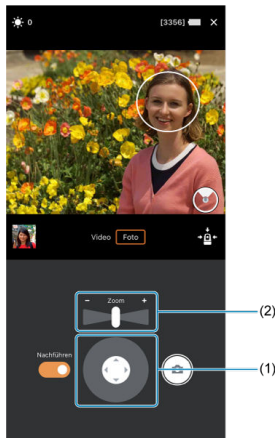 0 [3356] ×
Video Foto
− Zoom +
(2)
Nachführen
(1)